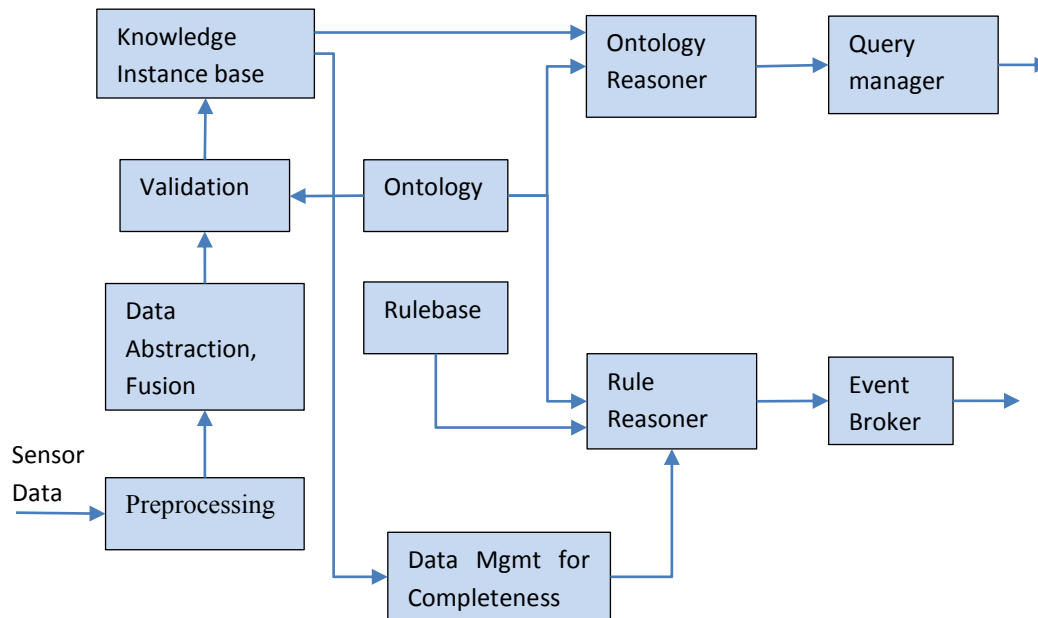 Knowledge
Instance base
Ontology
Reasoner
Query
manager
Validation
Ontology
Data
Abstraction,
Fusion
Rulebase
Rule
Reasoner
Event
Broker
Sensor
Data
Preprocessing
Data Mgmt for
Completeness